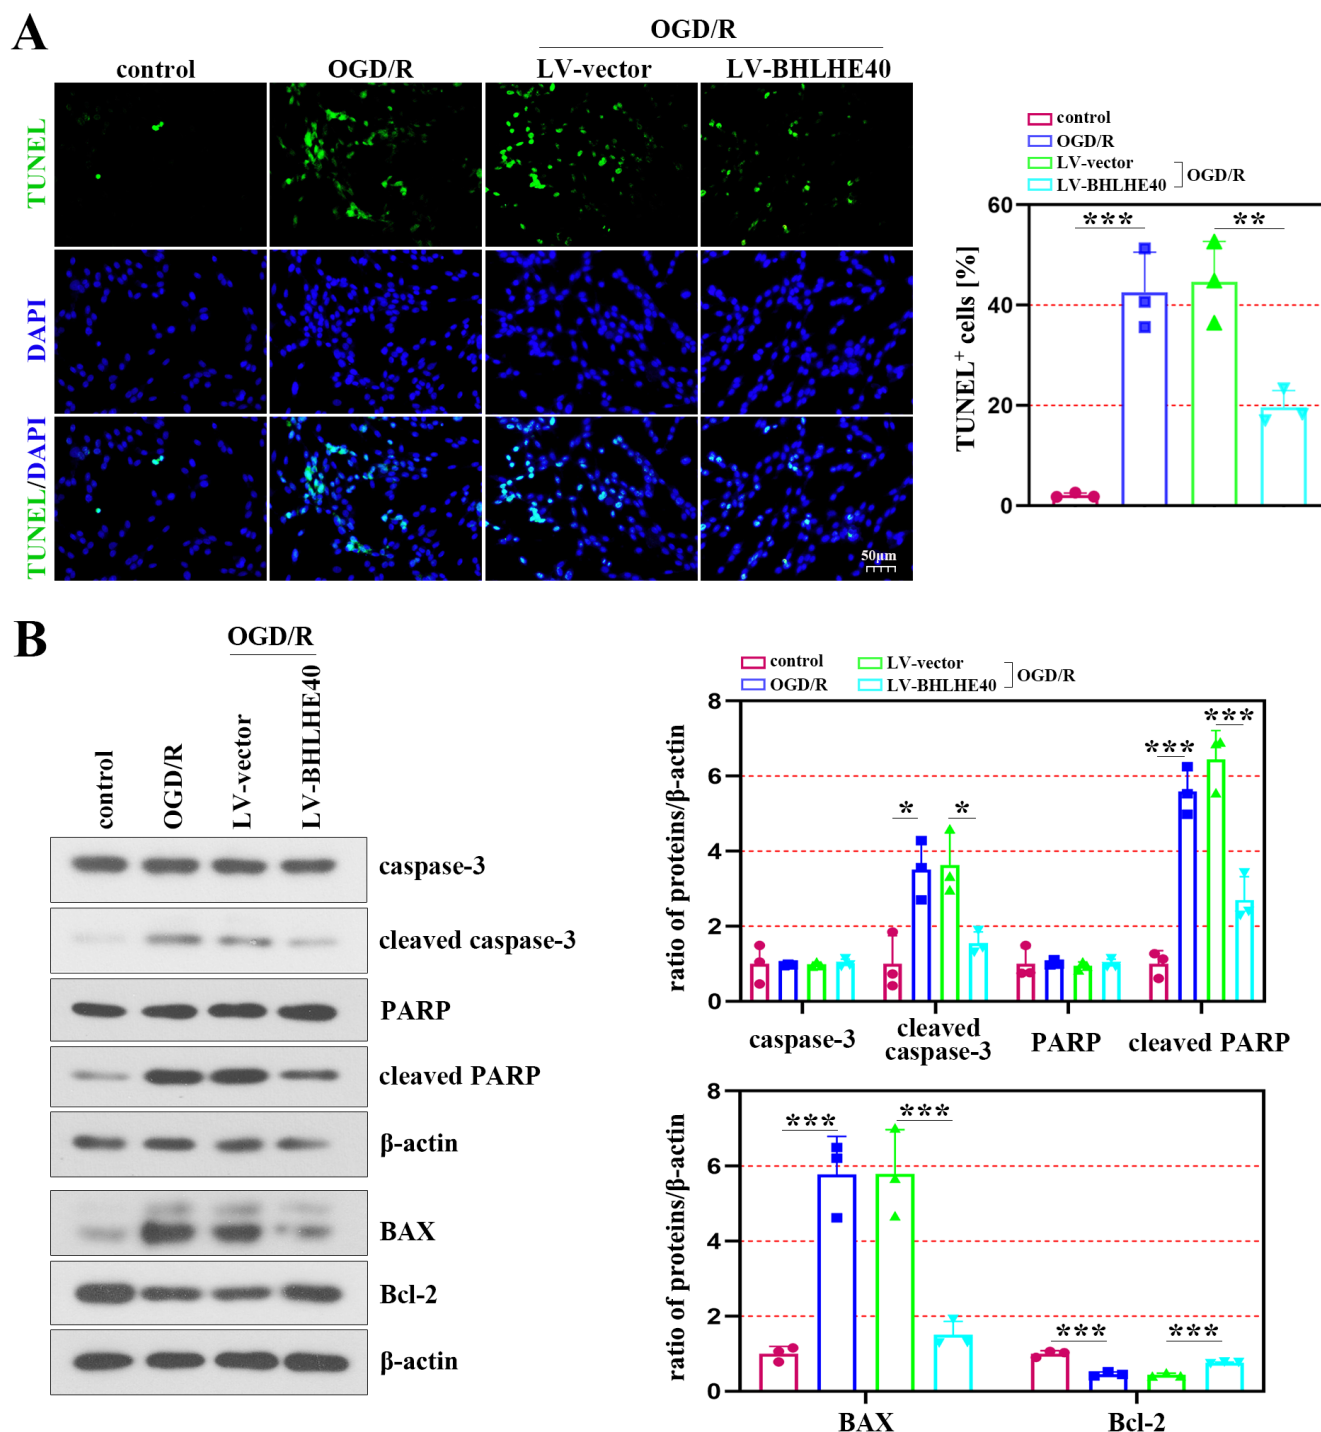 A
OGD/R
control
OGD/R
LV-vector
LV-BHLHE40
TUNEL
DAPI
TUNEL/DAPI
50μm
control
OGD/R
LV-vector
LV-BHLHE40
OGD/R
TUNEL+ cells [%]
60
40
20
0
***
**
B
OGD/R
control
OGD/R
LV-vector
LV-BHLHE40
caspase-3
cleaved caspase-3
PARP
cleaved PARP
β-actin
BAX
Bcl-2
β-actin
control
OGD/R
LV-vector
LV-BHLHE40
OGD/R
ratio of proteins/β-actin
8
6
4
2
0
*
*
***
***
caspase-3
cleaved
caspase-3
PARP
cleaved PARP
ratio of proteins/β-actin
8
6
4
2
0
***
***
***
***
BAX
Bcl-2